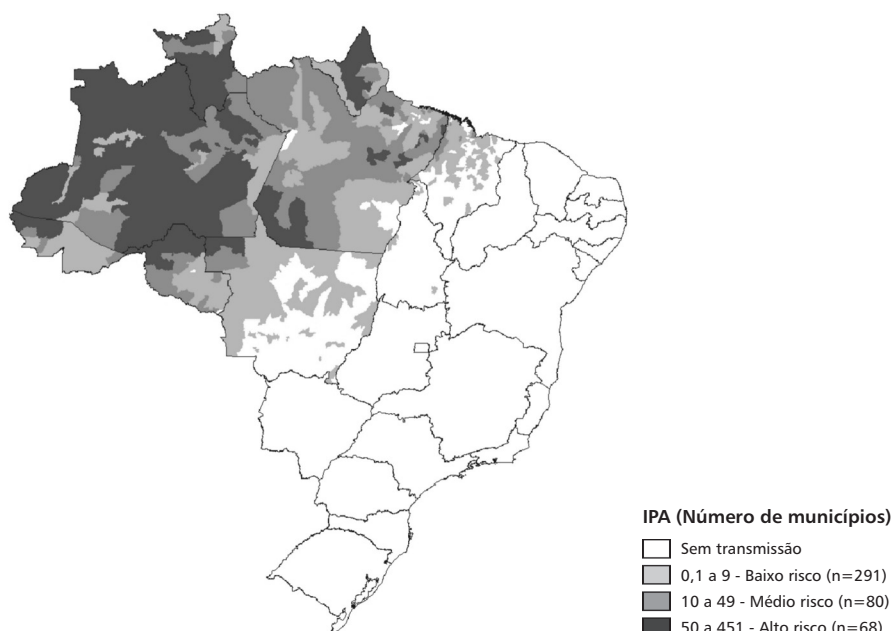 IPA (Número de municípios)
Sem transmissão
0,1 a 9 - Baixo risco (n=291)
10 a 49 - Médio risco (n=80)
50 a 451 - Alto risco (n=68)